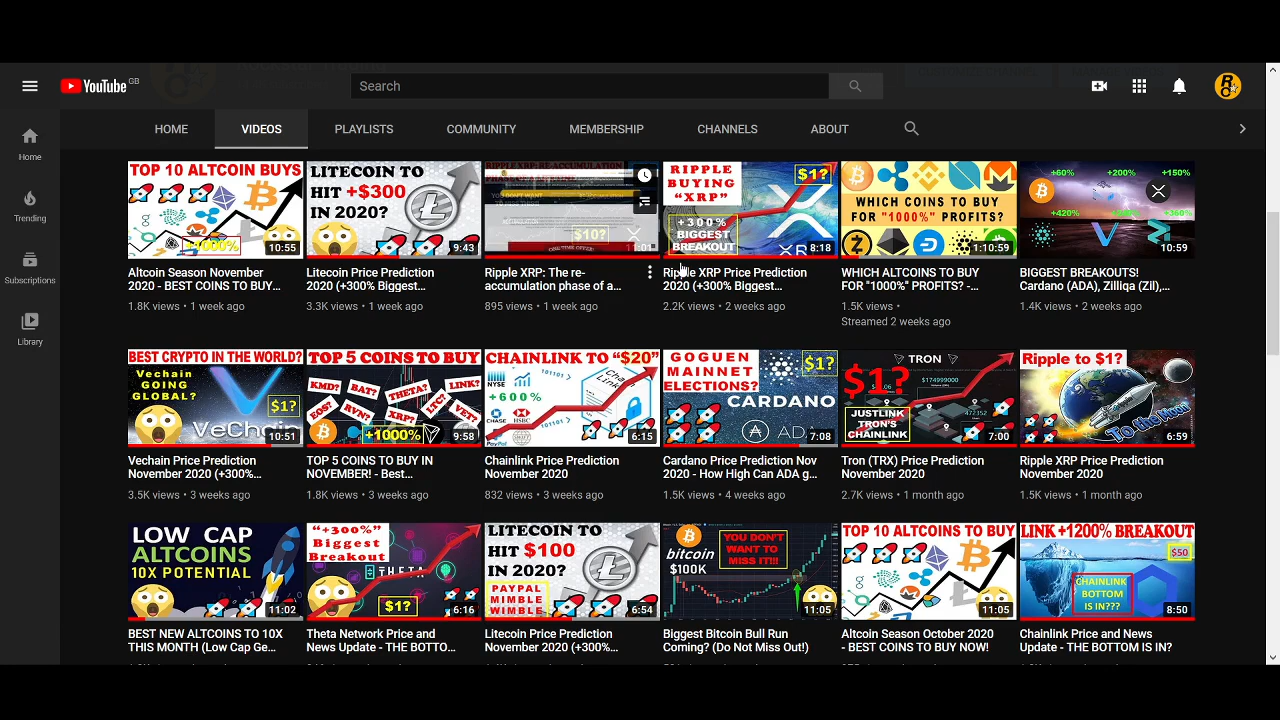 YouTube GB
Search
HOME
VIDEOS
PLAYLISTS
COMMUNITY
MEMBERSHIP
CHANNELS
ABOUT
Home
Trending
Subscriptions
Library
TOP 10 ALTCOIN BUYS
+1000%
10:55
Altcoin Season November
2020 - BEST COINS TO BUY...
1.8K views • 1 week ago
LITECOIN TO
HIT +$300
IN 2020?
9:43
Litecoin Price Prediction
2020 (+300% Biggest...
3.3K views • 1 week ago
$10?
11:01
Ripple XRP: The re-
accumulation phase of a...
895 views • 1 week ago
RIPPLE
BUYING
"XRP"
$1?
+300%
BIGGEST
BREAKOUT
8:18
Ripple XRP Price Prediction
2020 (+300% Biggest...
2.2K views • 2 weeks ago
WHICH COINS TO BUY
FOR "1000%" PROFITS?
1:10:59
WHICH ALTCOINS TO BUY
FOR "1000%" PROFITS? -...
1.5K views •
Streamed 2 weeks ago
+60% +200% +150%
+420% +360%
10:59
BIGGEST BREAKOUTS!
Cardano (ADA), Zilliqa (Zil),...
1.4K views • 2 weeks ago
BEST CRYPTO IN THE WORLD?
Vechain
GOING
GLOBAL?
$1?
VeChain
10:51
Vechain Price Prediction
November 2020 (+300%...
3.5K views • 3 weeks ago
TOP 5 COINS TO BUY
KMD? BAT? THETA? LINK?
EOS? RVN? XRP? LTC? VET?
+1000%
9:58
TOP 5 COINS TO BUY IN
NOVEMBER! - Best...
1.8K views • 3 weeks ago
CHAINLINK TO "$20"
NYSE
+600%
CHASE HSBC
PayPal
6:15
Chainlink Price Prediction
November 2020
832 views • 3 weeks ago
GOGUEN
MAINNET
ELECTIONS?
$1?
CARDANO
7:08
Cardano Price Prediction Nov
2020 - How High Can ADA g...
1.5K views • 4 weeks ago
TRON
$1?
$174999000
JUSTLINK
TRON'S
CHAINLINK
7:00
Tron (TRX) Price Prediction
November 2020
2.7K views • 1 month ago
Ripple to $1?
To the Moon
6:59
Ripple XRP Price Prediction
November 2020
1.5K views • 1 month ago
LOW CAP
ALTCOINS
10X POTENTIAL
11:02
BEST NEW ALTCOINS TO 10X
THIS MONTH (Low Cap Ge...
"+300%"
Biggest
Breakout
THETA
$1?
6:16
Theta Network Price and
News Update - THE BOTTO...
LITECOIN TO
HIT $100
IN 2020?
PAYPAL
MIMBLE
WIMBLE
6:54
Litecoin Price Prediction
November 2020 (+300%...
bitcoin
$100K
YOU DON'T
WANT TO
MISS IT!!!
11:05
Biggest Bitcoin Bull Run
Coming? (Do Not Miss Out!)
TOP 10 ALTCOINS TO BUY
11:05
Altcoin Season October 2020
- BEST COINS TO BUY NOW!
LINK +1200% BREAKOUT
$50
CHAINLINK
BOTTOM
IS IN???
8:50
Chainlink Price and News
Update - THE BOTTOM IS IN?